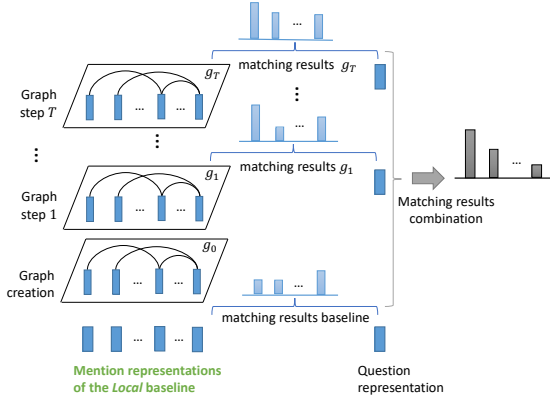 ...
matching results g_T
g_T
Graph
step T
... ...
...
...
...
matching results g_1
g_1
Graph
step 1
... ...
...
Matching results
combination
g_0
Graph
creation
... ...
...
matching results baseline
... ...
Mention representations
of the Local baseline
Question
representation